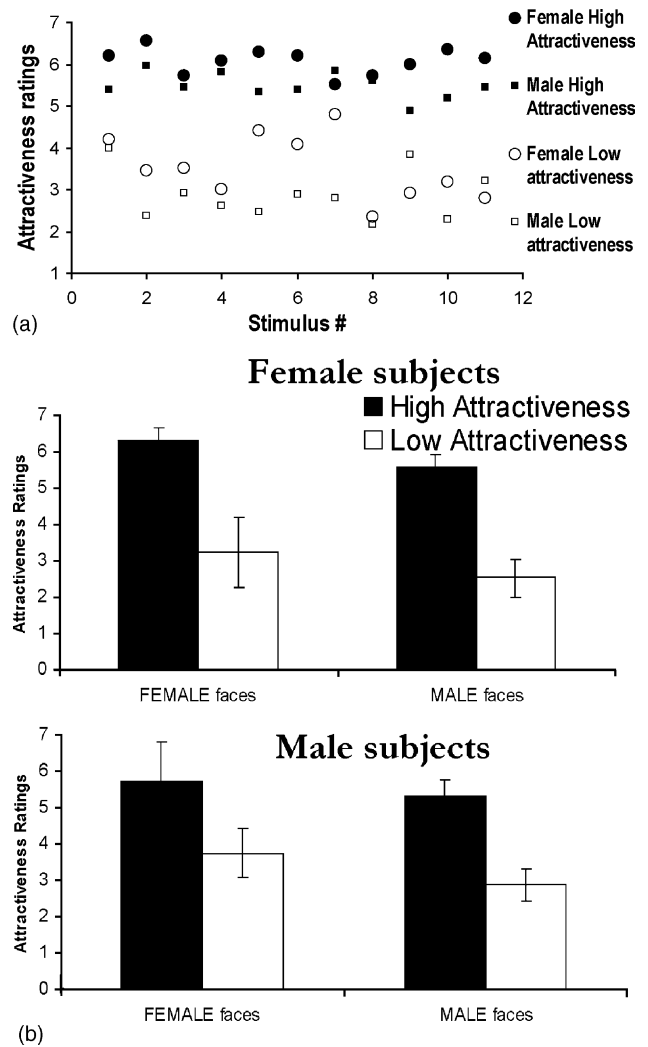 7
6
5
4
3
2
1
Attractiveness ratings
0 2 4 6 8 10 12
Stimulus #
Female High
Attractiveness
Male High
Attractiveness
Female Low
attractiveness
Male Low
attractiveness
(a)
Female subjects
High Attractiveness
Low Attractiveness
7
6
5
4
3
2
1
0
Attractiveness Ratings
FEMALE faces MALE faces
Male subjects
7
6
5
4
3
2
1
0
Attractiveness Ratings
FEMALE faces MALE faces
(b)